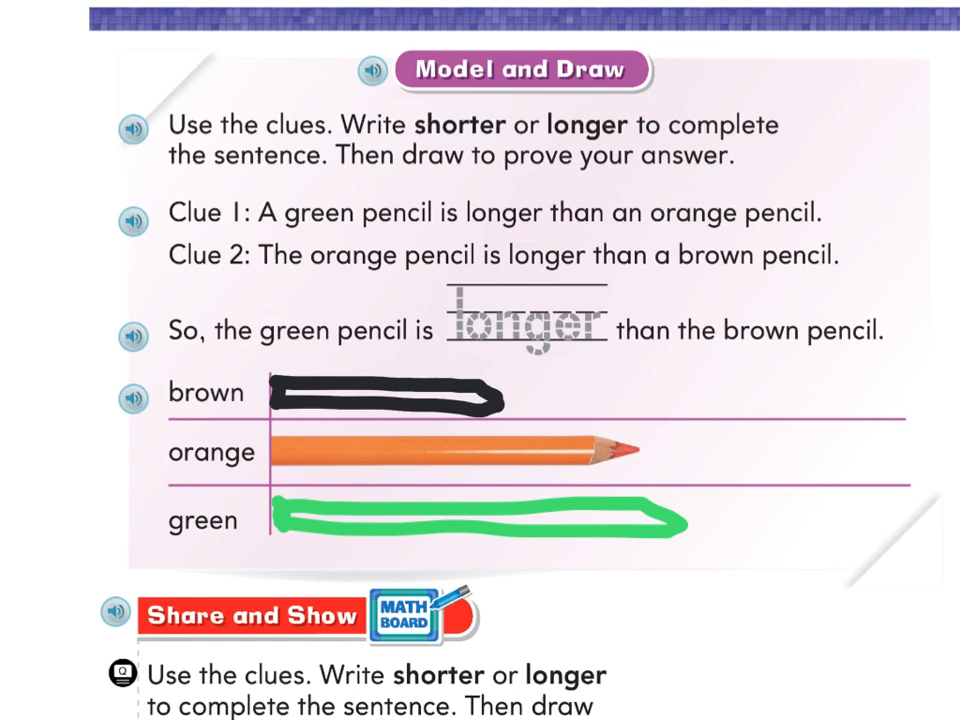 Model and Draw
Use the clues. Write shorter or longer to complete
the sentence. Then draw to prove your answer.
Clue 1: A green pencil is longer than an orange pencil.
Clue 2: The orange pencil is longer than a brown pencil.
So, the green pencil is longer than the brown pencil.
brown
orange
green
Share and Show
MATH
BOARD
Q
Use the clues. Write shorter or longer
to complete the sentence. Then draw